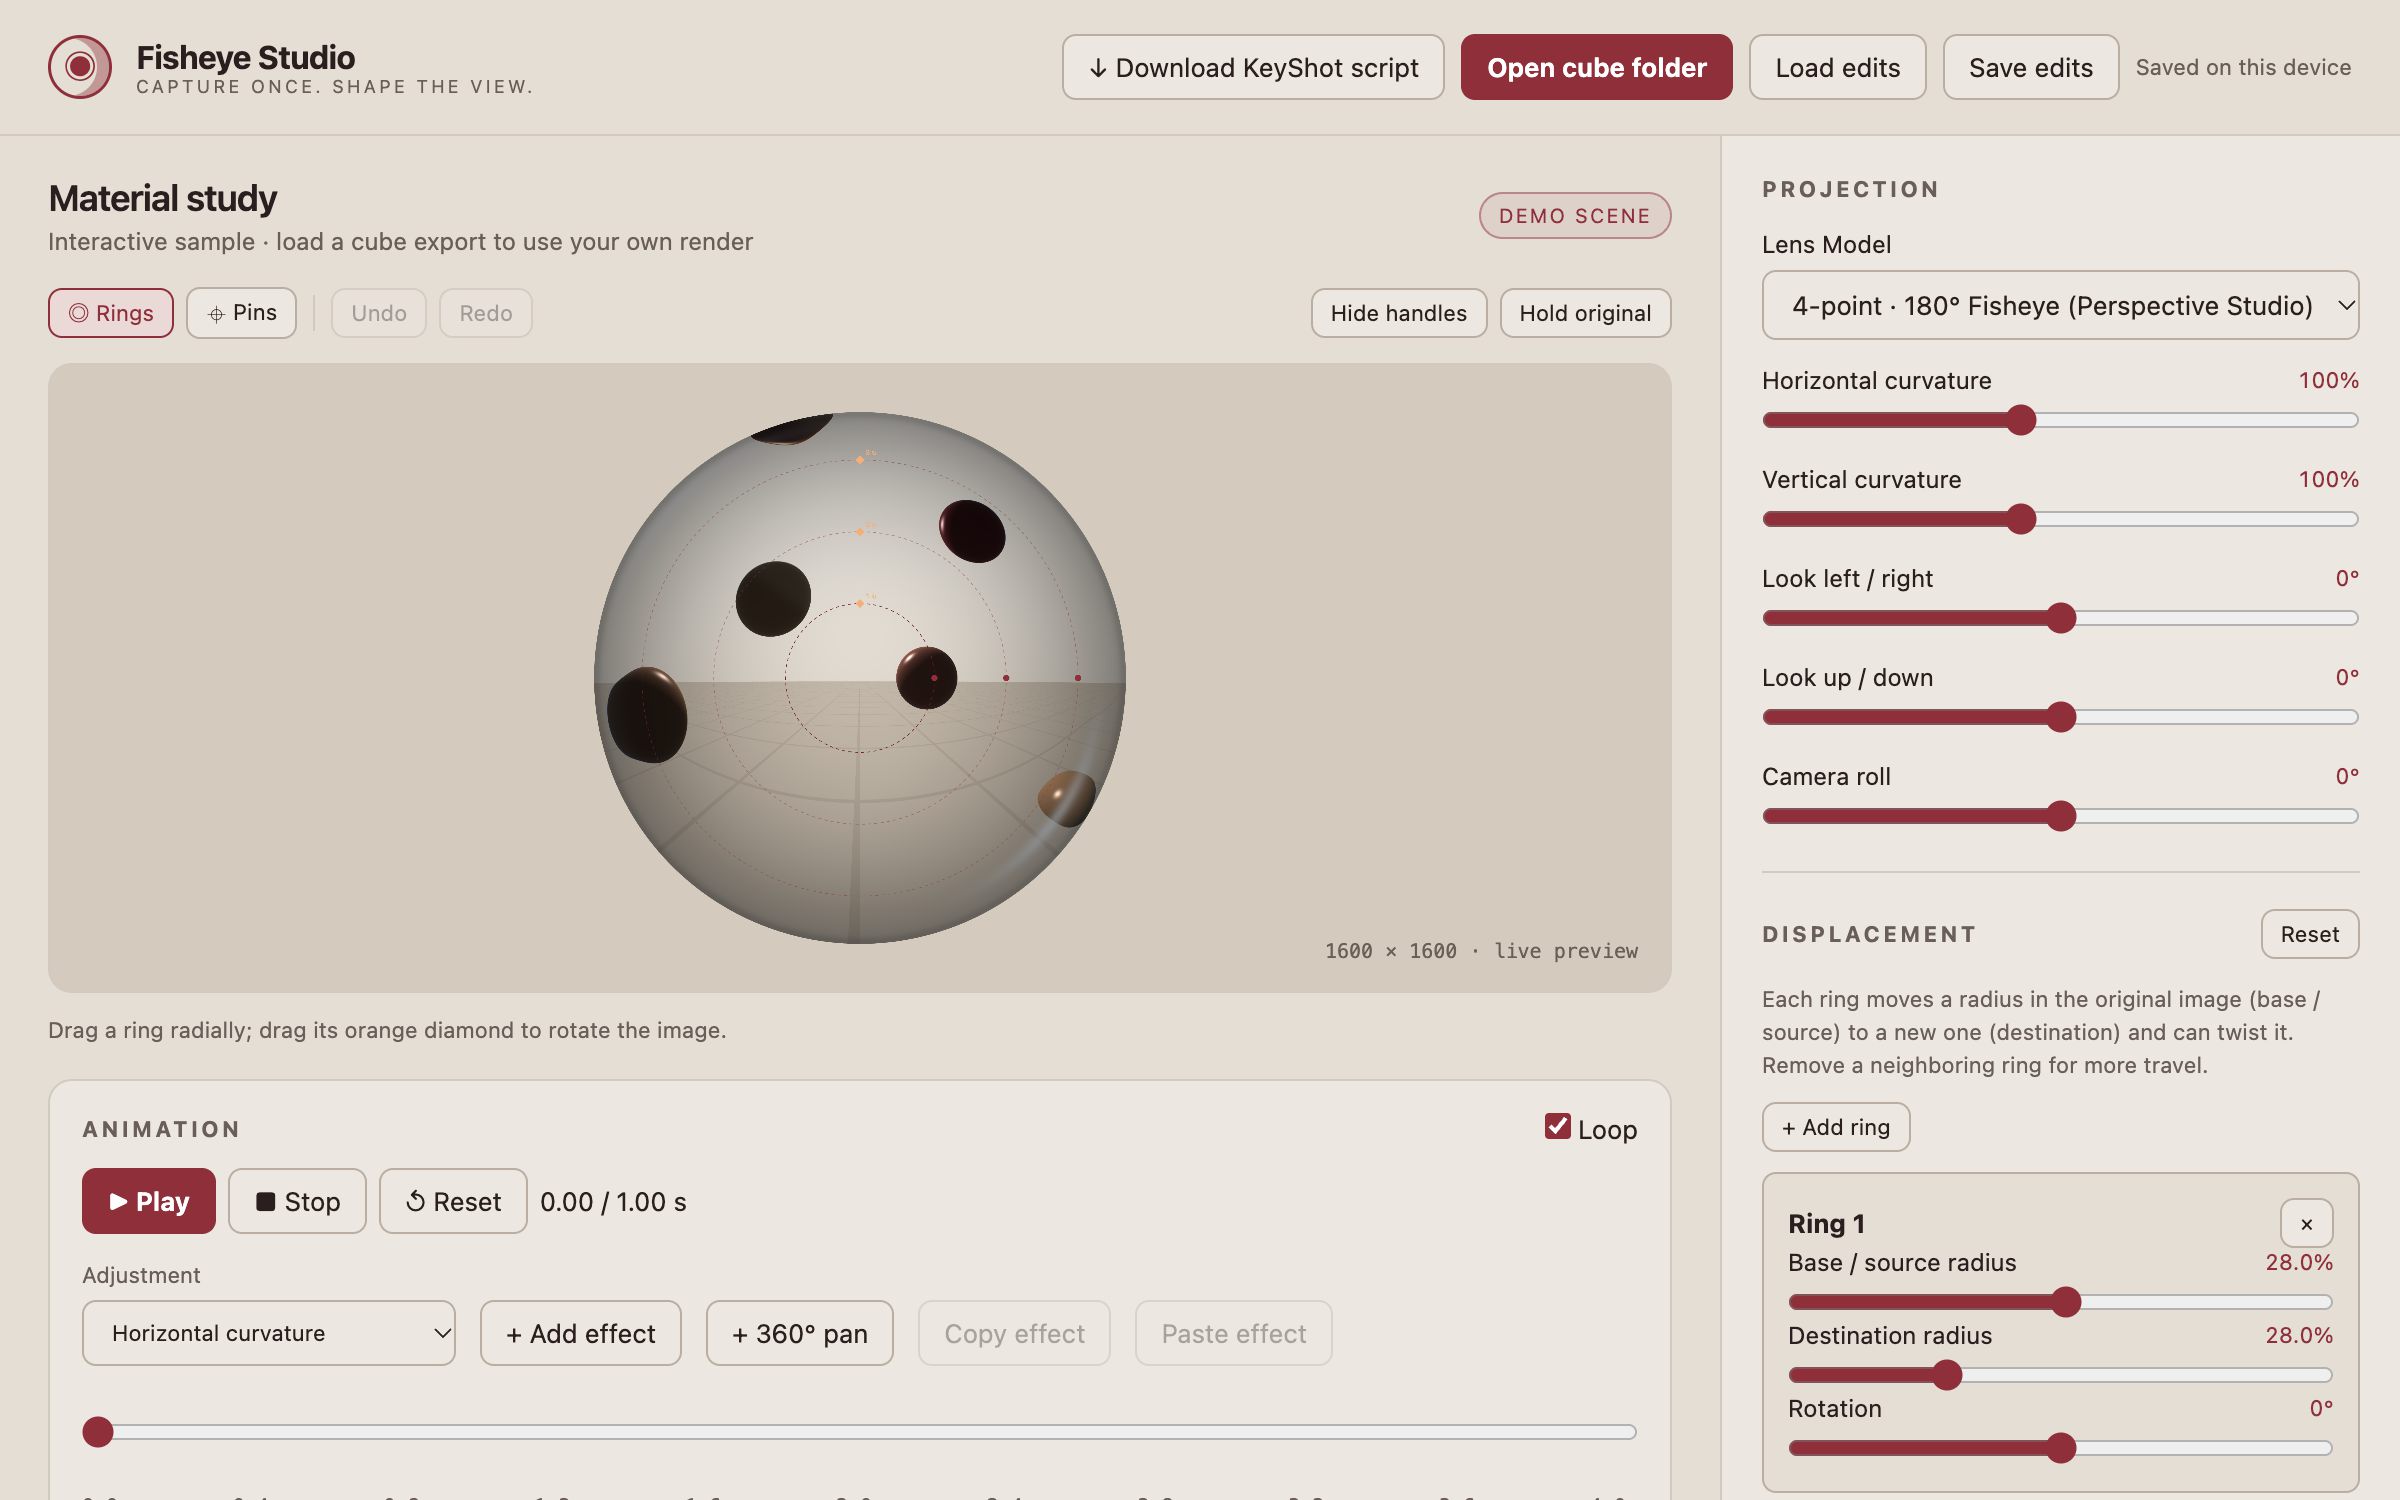 Fisheye Studio
CAPTURE ONCE. SHAPE THE VIEW.
↓ Download KeyShot script
Open cube folder
Load edits
Save edits
Saved on this device
Material study
Interactive sample · load a cube export to use your own render
DEMO SCENE
Rings
Pins
Undo
Redo
Hide handles
Hold original
1600 × 1600 · live preview
Drag a ring radially; drag its orange diamond to rotate the image.
ANIMATION
Loop
Play
Stop
Reset
0.00 / 1.00 s
Adjustment
Horizontal curvature
+ Add effect
+ 360° pan
Copy effect
Paste effect
PROJECTION
Lens Model
4-point · 180° Fisheye (Perspective Studio)
Horizontal curvature
100%
Vertical curvature
100%
Look left / right
0°
Look up / down
0°
Camera roll
0°
DISPLACEMENT
Reset
Each ring moves a radius in the original image (base /
source) to a new one (destination) and can twist it.
Remove a neighboring ring for more travel.
+ Add ring
Ring 1
×
Base / source radius
28.0%
Destination radius
28.0%
Rotation
0°